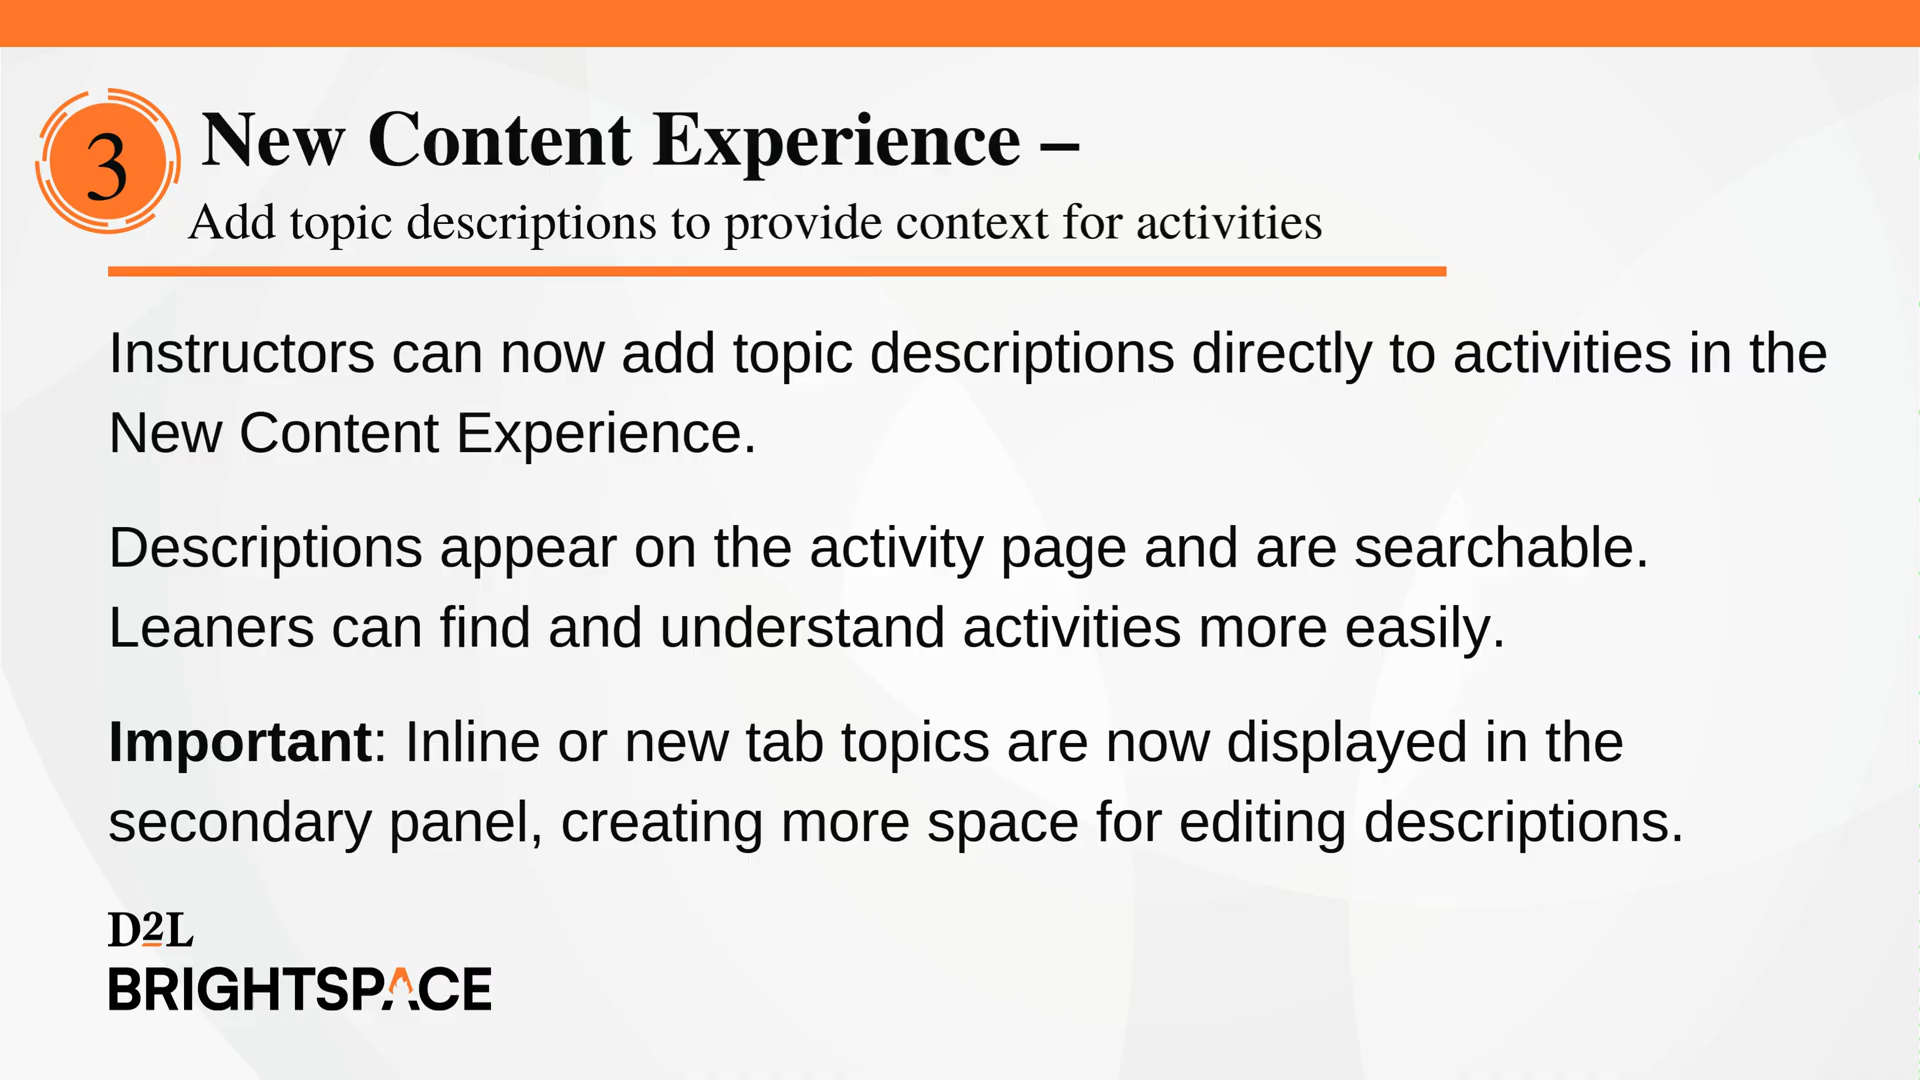 3
New Content Experience –
Add topic descriptions to provide context for activities
Instructors can now add topic descriptions directly to activities in the
New Content Experience.
Descriptions appear on the activity page and are searchable.
Leaners can find and understand activities more easily.
Important: Inline or new tab topics are now displayed in the
secondary panel, creating more space for editing descriptions.
D2L
BRIGHTSPACE